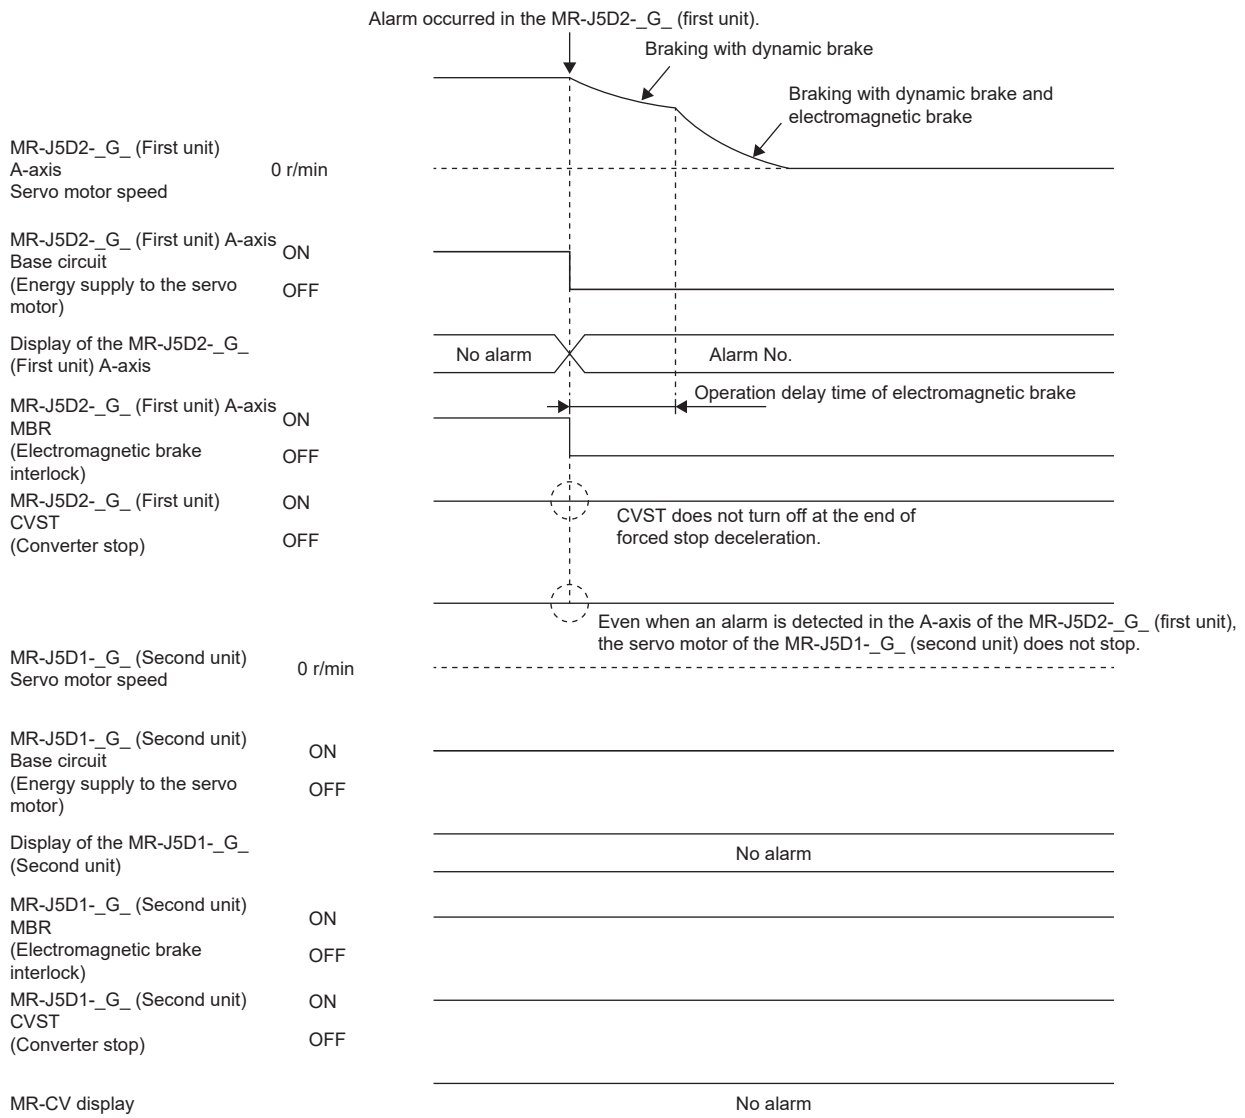 Alarm occurred in the MR-J5D2-_G_ (first unit).
Braking with dynamic brake
Braking with dynamic brake and
electromagnetic brake
MR-J5D2-_G_ (First unit)
A-axis
Servo motor speed
0 r/min
MR-J5D2-_G_ (First unit) A-axis
Base circuit
(Energy supply to the servo
motor)
ON
OFF
Display of the MR-J5D2-_G_
(First unit) A-axis
No alarm
Alarm No.
Operation delay time of electromagnetic brake
MR-J5D2-_G_ (First unit) A-axis
MBR
(Electromagnetic brake
interlock)
ON
OFF
MR-J5D2-_G_ (First unit)
CVST
(Converter stop)
ON
OFF
CVST does not turn off at the end of
forced stop deceleration.
Even when an alarm is detected in the A-axis of the MR-J5D2-_G_ (first unit),
the servo motor of the MR-J5D1-_G_ (second unit) does not stop.
MR-J5D1-_G_ (Second unit)
Servo motor speed
0 r/min
MR-J5D1-_G_ (Second unit)
Base circuit
(Energy supply to the servo
motor)
ON
OFF
Display of the MR-J5D1-_G_
(Second unit)
No alarm
MR-J5D1-_G_ (Second unit)
MBR
(Electromagnetic brake
interlock)
ON
OFF
MR-J5D1-_G_ (Second unit)
CVST
(Converter stop)
ON
OFF
MR-CV display
No alarm